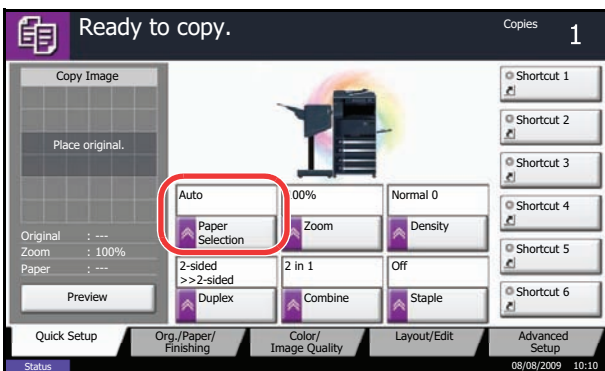 Ready to copy.
Copies
1
Copy Image
Place original.
Original : ---
Zoom : 100%
Paper : ---
Preview
Auto
Paper
Selection
00%
Zoom
Normal 0
Density
2-sided
>>2-sided
Duplex
2 in 1
Combine
Off
Staple
Shortcut 1
Shortcut 2
Shortcut 3
Shortcut 4
Shortcut 5
Shortcut 6
Quick Setup
Org./Paper/
Finishing
Color/
Image Quality
Layout/Edit
Advanced
Setup
Status
08/08/2009 10:10